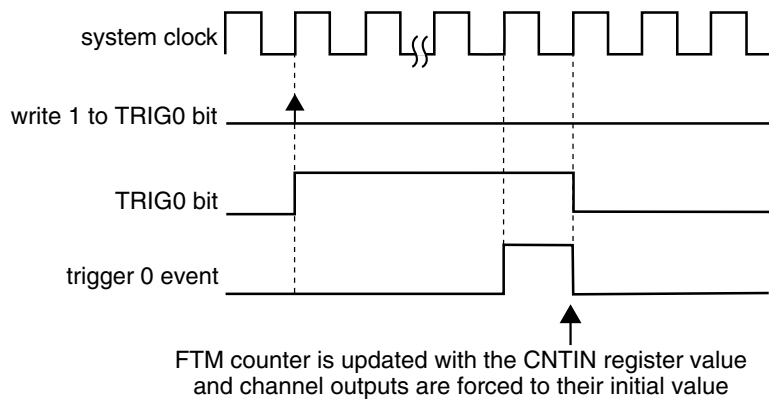 system clock
write 1 to TRIG0 bit
TRIG0 bit
trigger 0 event
FTM counter is updated with the CNTIN register value
and channel outputs are forced to their initial value